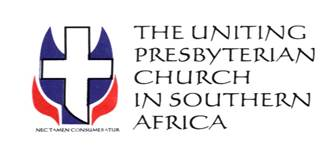 THE UNITING
PRESBYTERIAN
CHURCH
IN SOUTHERN
AFRICA
NEC TAMEN CONSUMEBATUR